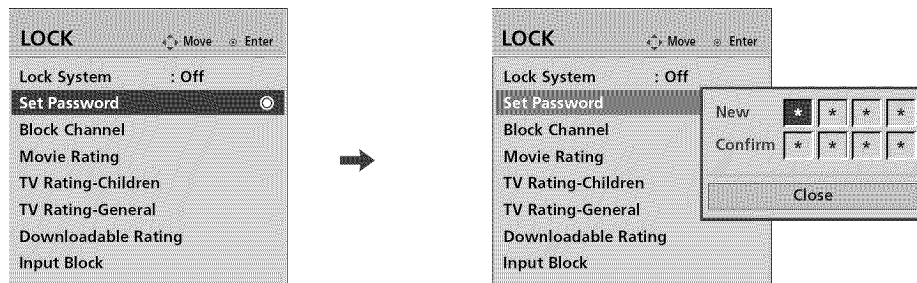 LOCK Move Enter
Lock System : Off
Set Password
Block Channel
Movie Rating
TV Rating-Children
TV Rating-General
Downloadable Rating
Input Block
LOCK Move Enter
Lock System : Off
Set Password
Block Channel
Movie Rating
TV Rating-Children
TV Rating-General
Downloadable Rating
Input Block
New * * * *
Confirm * * * *
Close